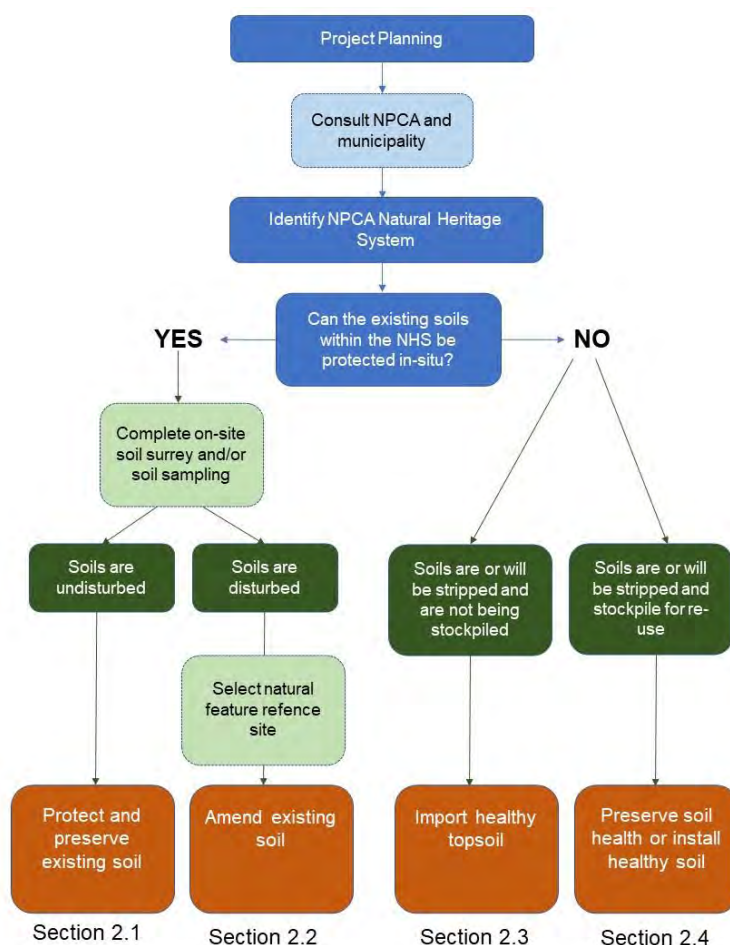 Project Planning
Consult NPCA and
municipality
Identify NPCA Natural Heritage
System
Can the existing soils
within the NHS be
protected in-situ?
YES
NO
Complete on-site
soil surrey and/or
soil sampling
Soils are
undisturbed
Soils are
disturbed
Soils are or will
be stripped and
are not being
stockpiled
Soils are or will
be stripped and
stockpile for re-
use
Select natural
feature refence
site
Protect and
preserve
existing soil
Amend existing
soil
Import healthy
topsoil
Preserve soil
health or install
healthy soil
Section 2.1
Section 2.2
Section 2.3
Section 2.4